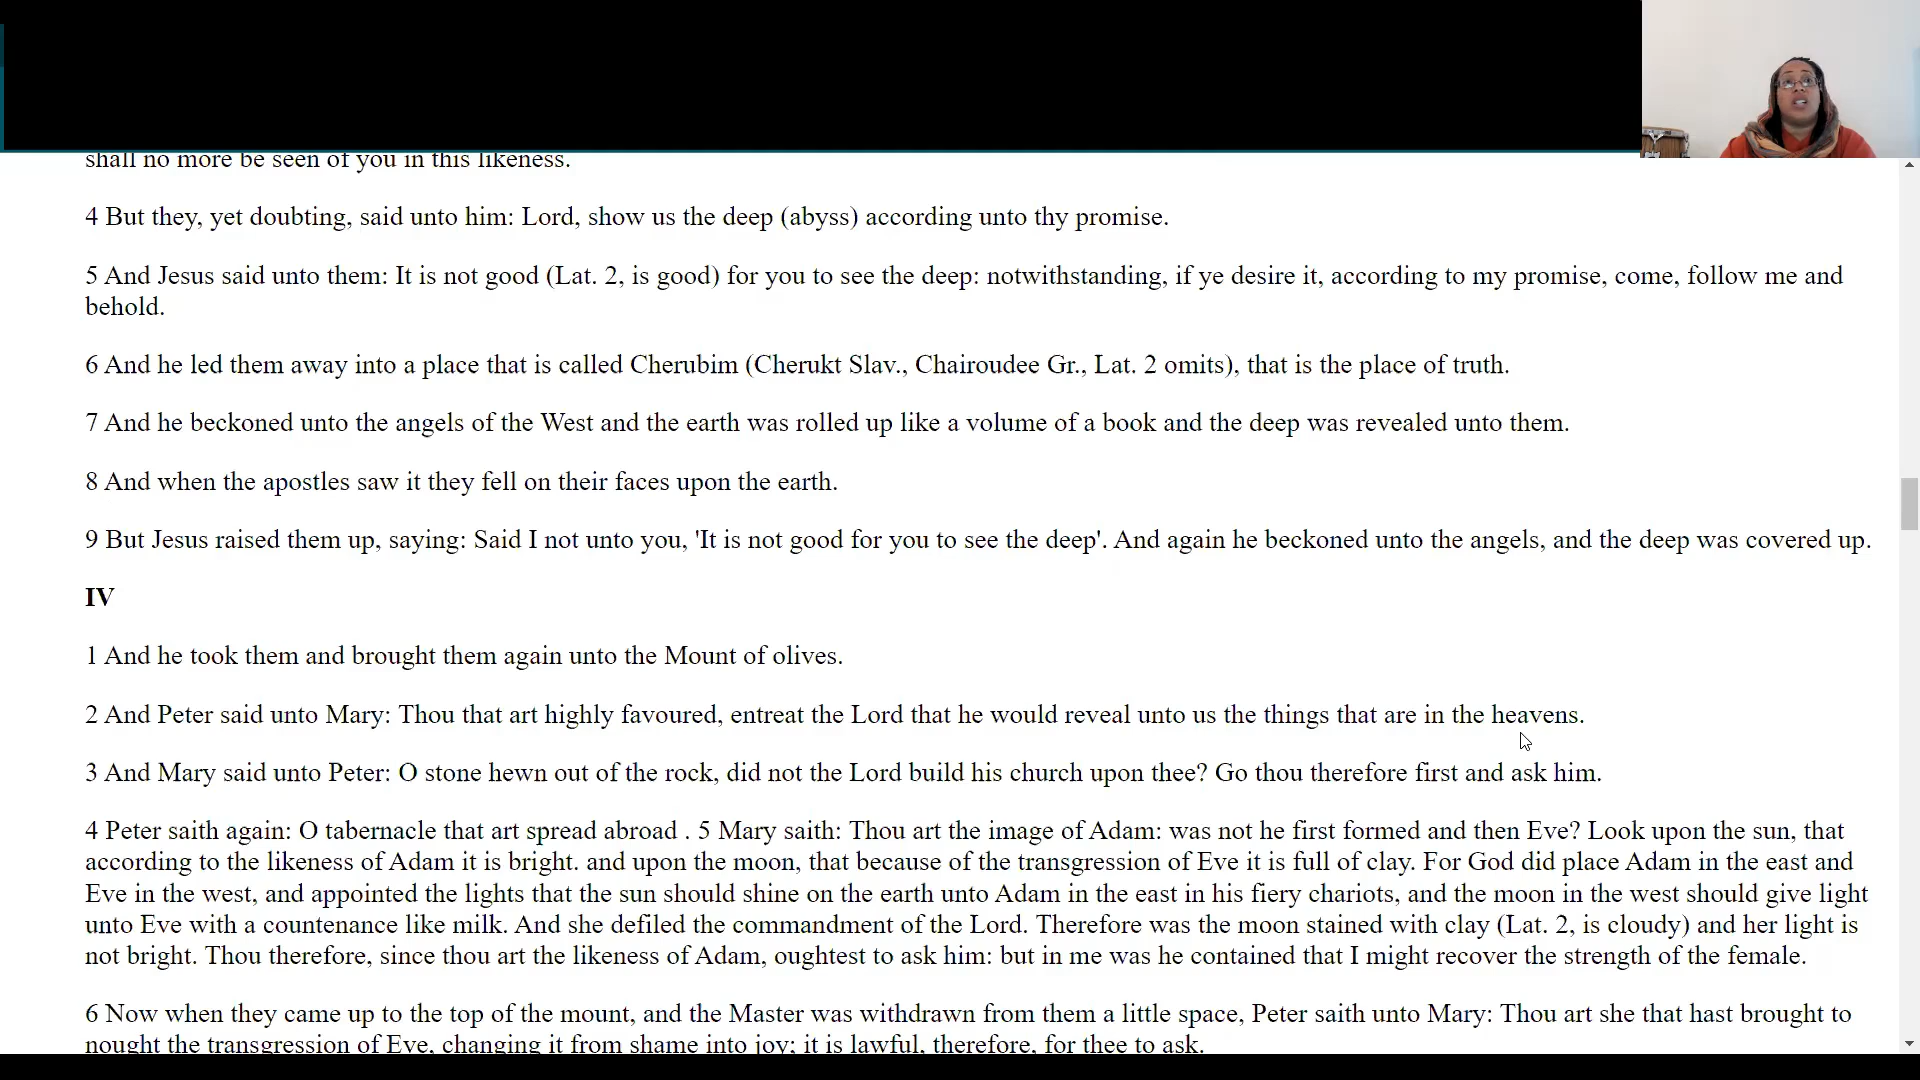 shall no more be seen of you in this likeness.
4 But they, yet doubting, said unto him: Lord, show us the deep (abyss) according unto thy promise.
5 And Jesus said unto them: It is not good (Lat. 2, is good) for you to see the deep: notwithstanding, if ye desire it, according to my promise, come, follow me and
behold.
6 And he led them away into a place that is called Cherubim (Cherukt Slav., Chairoudee Gr., Lat. 2 omits), that is the place of truth.
7 And he beckoned unto the angels of the West and the earth was rolled up like a volume of a book and the deep was revealed unto them.
8 And when the apostles saw it they fell on their faces upon the earth.
9 But Jesus raised them up, saying: Said I not unto you, 'It is not good for you to see the deep'. And again he beckoned unto the angels, and the deep was covered up.
IV
1 And he took them and brought them again unto the Mount of olives.
2 And Peter said unto Mary: Thou that art highly favoured, entreat the Lord that he would reveal unto us the things that are in the heavens.
3 And Mary said unto Peter: O stone hewn out of the rock, did not the Lord build his church upon thee? Go thou therefore first and ask him.
4 Peter saith again: O tabernacle that art spread abroad . 5 Mary saith: Thou art the image of Adam: was not he first formed and then Eve? Look upon the sun, that
according to the likeness of Adam it is bright. and upon the moon, that because of the transgression of Eve it is full of clay. For God did place Adam in the east and
Eve in the west, and appointed the lights that the sun should shine on the earth unto Adam in the east in his fiery chariots, and the moon in the west should give light
unto Eve with a countenance like milk. And she defiled the commandment of the Lord. Therefore was the moon stained with clay (Lat. 2, is cloudy) and her light is
not bright. Thou therefore, since thou art the likeness of Adam, oughtest to ask him: but in me was he contained that I might recover the strength of the female.
6 Now when they came up to the top of the mount, and the Master was withdrawn from them a little space, Peter saith unto Mary: Thou art she that hast brought to
nought the transgression of Eve, changing it from shame into joy; it is lawful, therefore, for thee to ask.